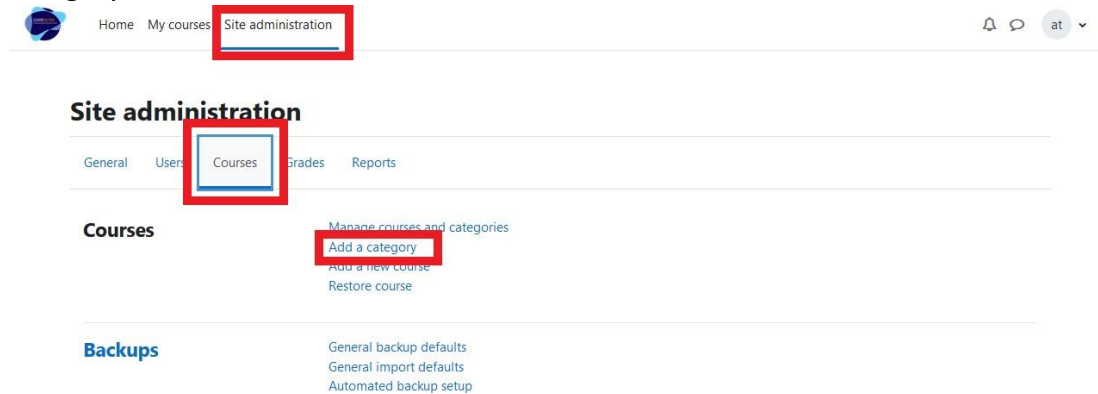 Home My courses Site administration at
Site administration
General Users Courses Grades Reports
Courses
Manage courses and categories
Add a category
Add a new course
Restore course
Backups
General backup defaults
General import defaults
Automated backup setup